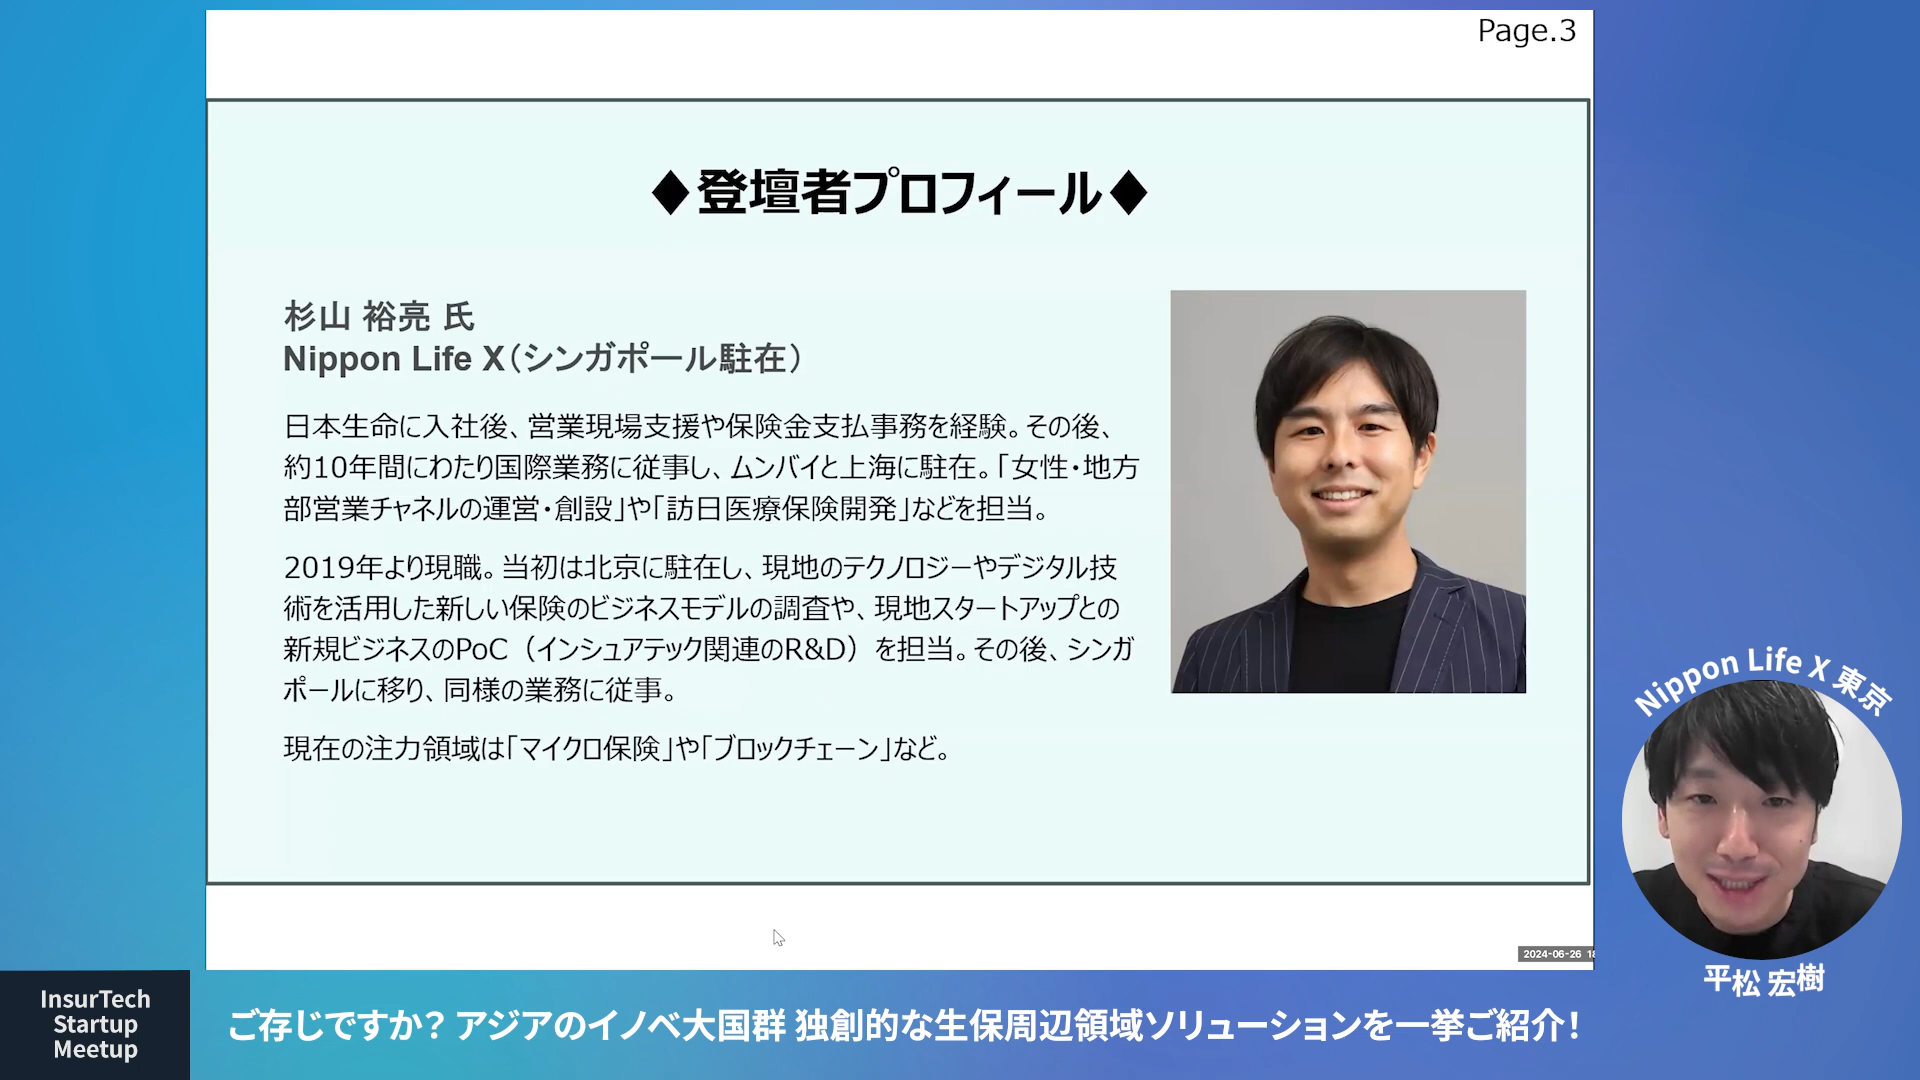 Page.3
◆登壇者プロフィール◆
杉山 裕亮 氏
Nippon Life X（シンガポール駐在）
日本生命に入社後、営業現場支援や保険金支払事務を経験。その後、
約10年間にわたり国際業務に従事し、ムンバイと上海に駐在。「女性・地方
部営業チャネルの運営・創設」や「訪日医療保険開発」などを担当。
2019年より現職。当初は北京に駐在し、現地のテクノロジーやデジタル技
術を活用した新しい保険のビジネスモデルの調査や、現地スタートアップとの
新規ビジネスのPoC（インシュアテック関連のR&D）を担当。その後、シンガ
ポールに移り、同様の業務に従事。
現在の注力領域は「マイクロ保険」や「ブロックチェーン」など。
Nippon Life X 東京
平松 宏樹
2024-06-26
InsurTech
Startup
Meetup
ご存じですか？ アジアのイノベ大国群 独創的な生保周辺領域ソリューションを一挙ご紹介！